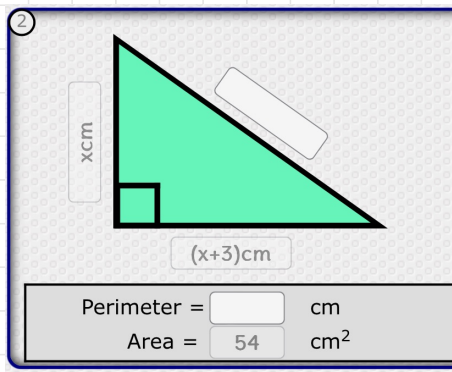 2
xcm
(x+3)cm
Perimeter = cm
Area = 54 cm²